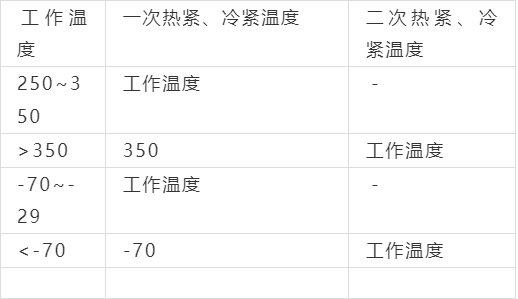 工作温度 一次热紧、冷紧温度 二次热紧、冷紧温度
250~350 工作温度 -
>350 350 工作温度
-70~-29 工作温度 -
<-70 -70 工作温度